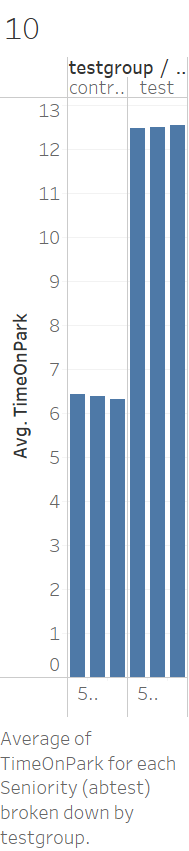 10
testgroup / ..
contr.. test
13
12
11
10
9
8
7
6
5
4
3
2
1
0
Avg. TimeOnPark
5.. 5..
Average of
TimeOnPark for each
Seniority (abtest)
broken down by
testgroup.